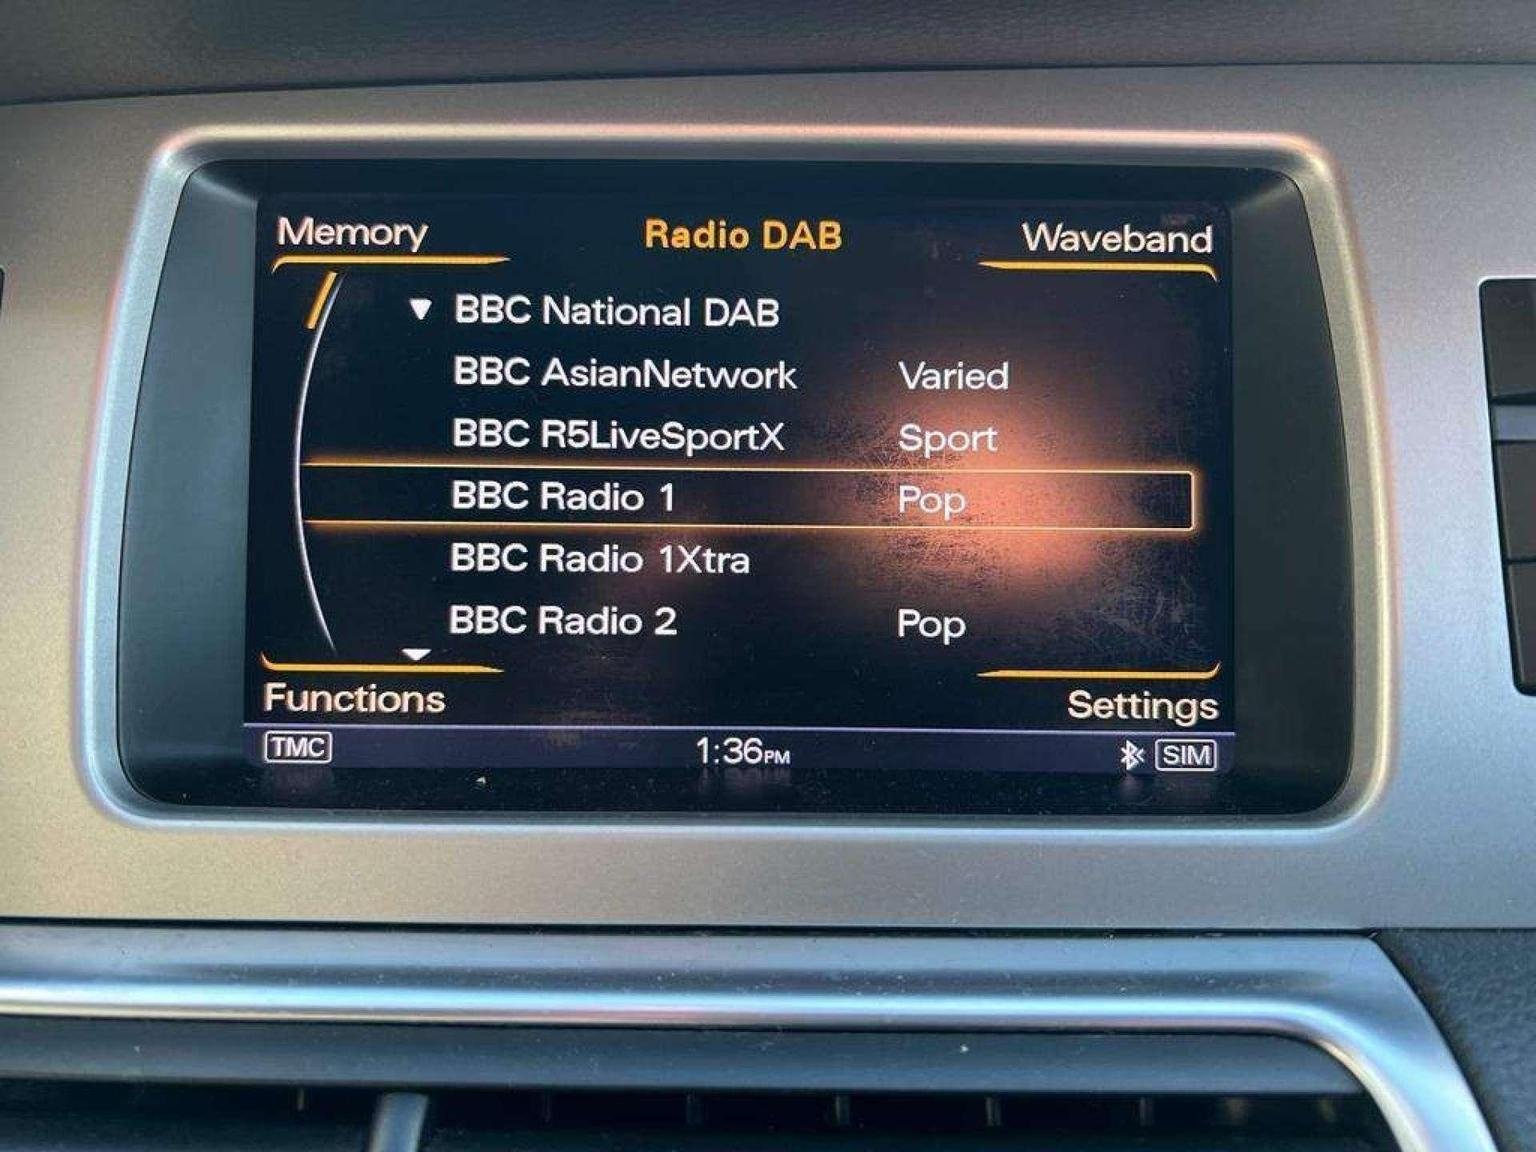 Memory Radio DAB Waveband
BBC National DAB
BBC AsianNetwork Varied
BBC R5LiveSportX Sport
BBC Radio 1 Pop
BBC Radio 1Xtra
BBC Radio 2 Pop
Functions Settings
TMC 1:36PM SIM